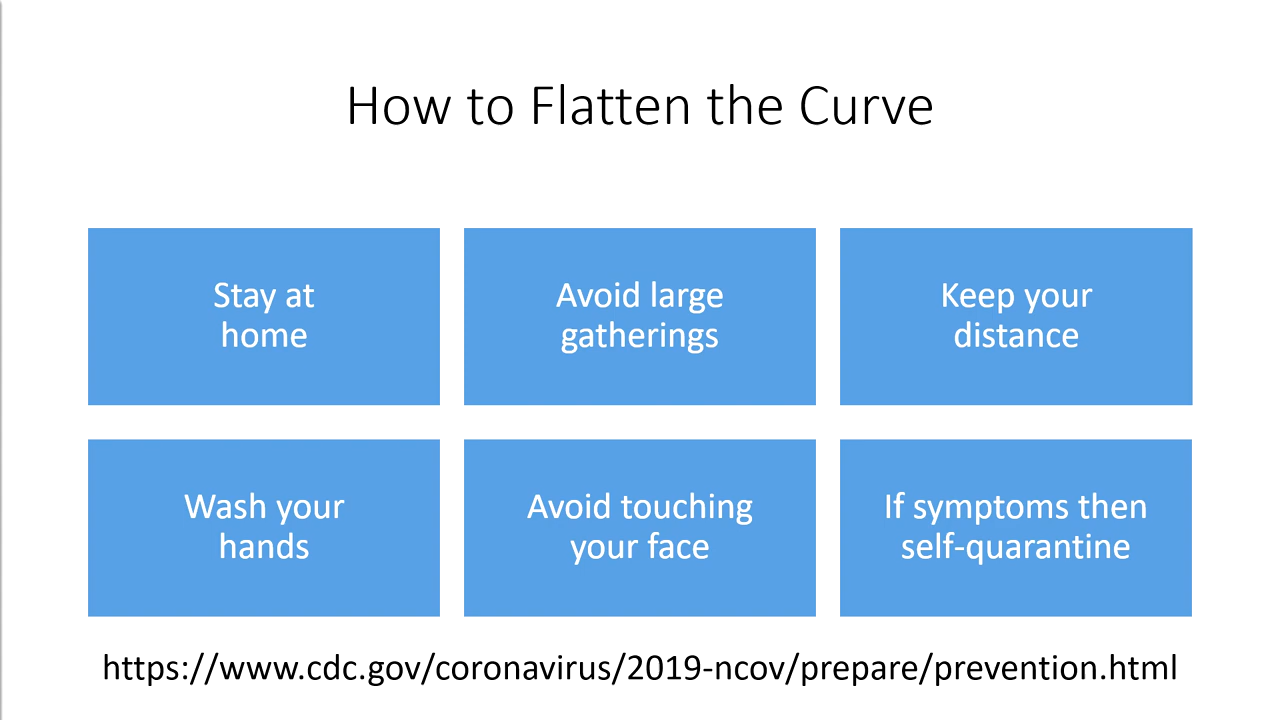 How to Flatten the Curve
Stay at
home
Avoid large
gatherings
Keep your
distance
Wash your
hands
Avoid touching
your face
If symptoms then
self-quarantine
https://www.cdc.gov/coronavirus/2019-ncov/prepare/prevention.html